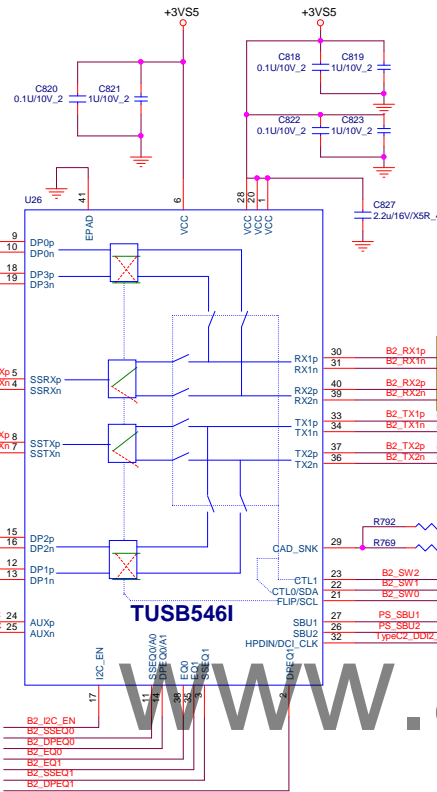 +3VS5
+3VS5
C820
0.1U/10V_2
C821
1U/10V_2
C818
0.1U/10V_2
C819
1U/10V_2
C822
0.1U/10V_2
C823
1U/10V_2
C827
2.2u/16V/X5R_4
U26
41
6
28
20
1
EPAD
VCC
VCC
VCC
VCC
9
10
DP0p
DP0n
18
19
DP3p
DP3n
Xp 5
Xn 4
SSRXp
SSRXn
Xp 8
Xn 7
SSTXp
SSTXn
15
16
DP2p
DP2n
12
13
DP1p
DP1n
24
25
AUXp
AUXn
RX1p
RX1n
30
31
B2_RX1p
B2_RX1n
RX2p
RX2n
40
39
B2_RX2p
B2_RX2n
TX1p
TX1n
33
34
B2_TX1p
B2_TX1n
TX2p
TX2n
37
36
B2_TX2p
B2_TX2n
CAD_SNK
29
R792
R769
CTL1
CTL0/SDA
FLIP/SCL
23
22
21
B2_SW2
B2_SW1
B2_SW0
SBU1
SBU2
HPDIN/DCI_CLK
27
26
32
PS_SBU1
PS_SBU2
TypeC2_DDI2
TUSB546I
I2C_EN
SSEQ0/A0
DPEQ0/A1
EQ0
EQ1
SSEQ1
DPEQ1
17
11
14
38
35
3
2
B2_I2C_EN
B2_SSEQ0
B2_DPEQ0
B2_EQ0
B2_EQ1
B2_SSEQ1
B2_DPEQ1
www.